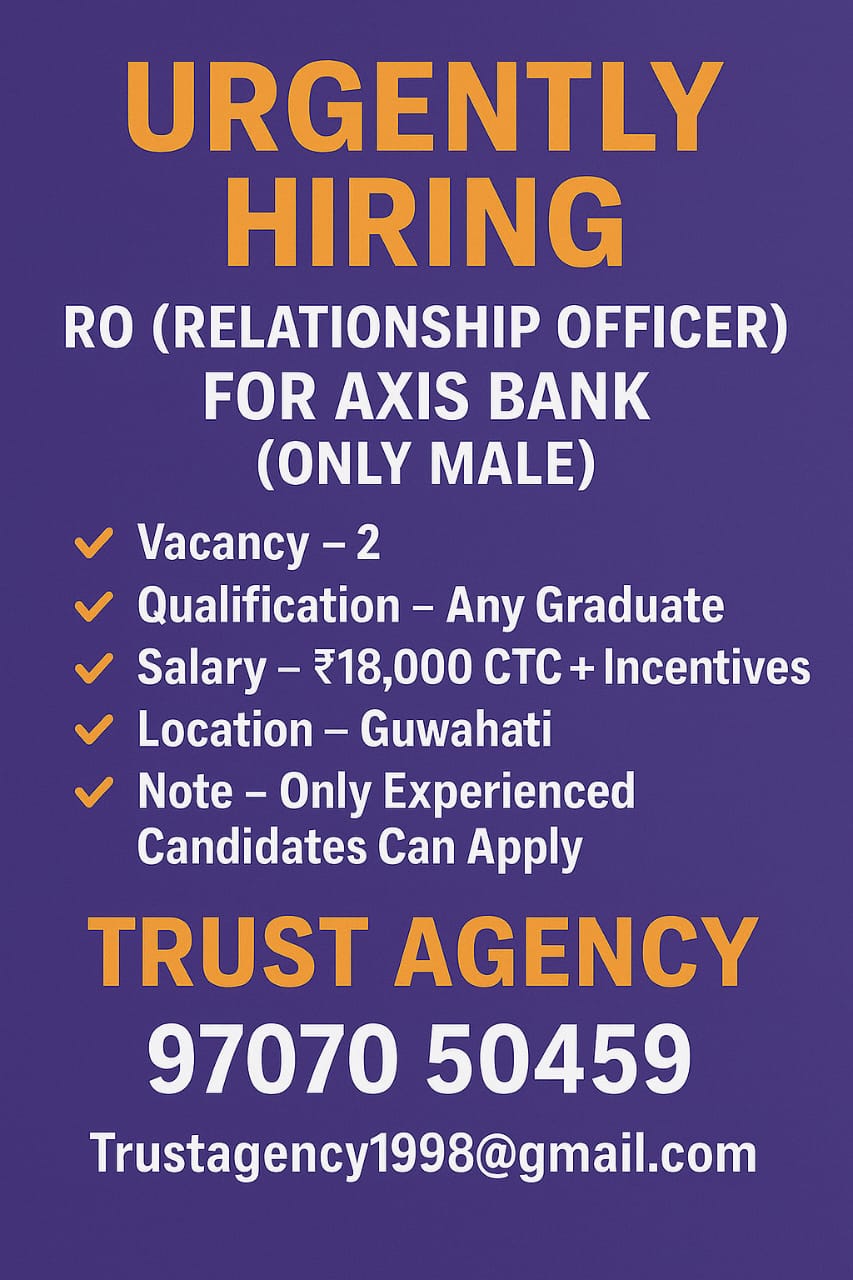 URGENTLY
HIRING
RO (RELATIONSHIP OFFICER)
FOR AXIS BANK
(ONLY MALE)
Vacancy – 2
Qualification – Any Graduate
Salary – ₹18,000 CTC + Incentives
Location – Guwahati
Note – Only Experienced
Candidates Can Apply
TRUST AGENCY
97070 50459
Trustagency1998@gmail.com